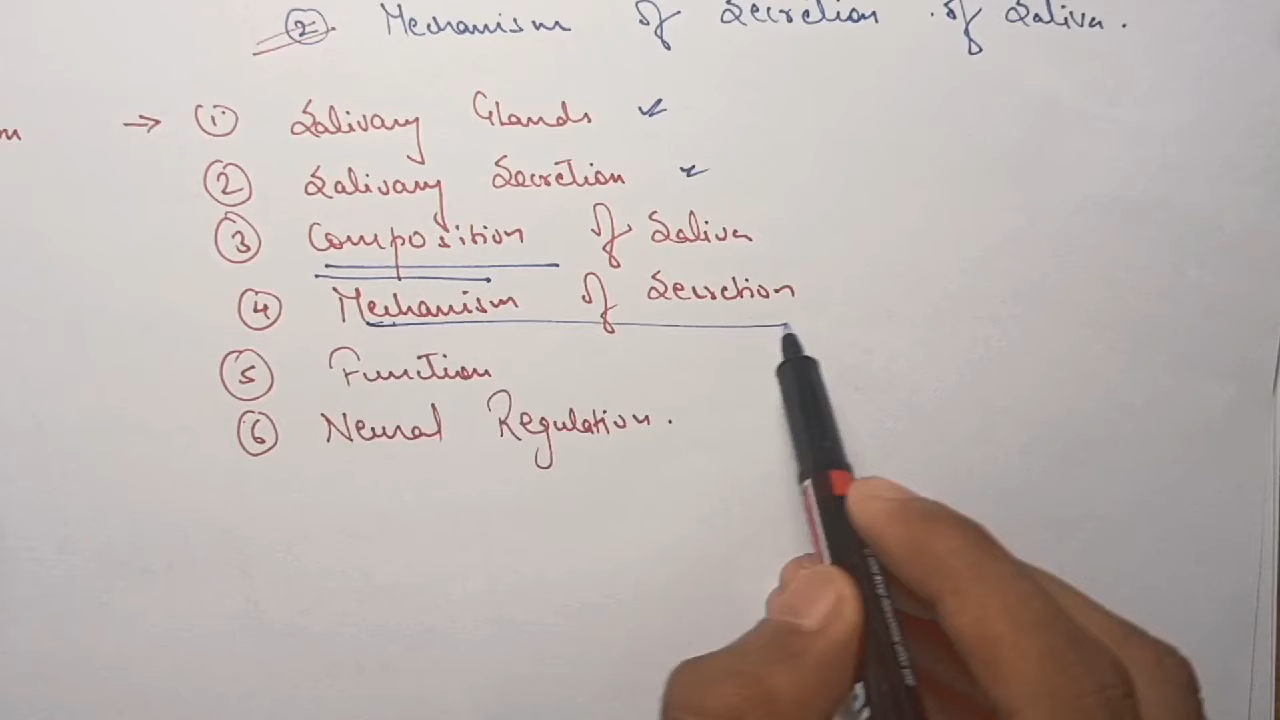 ② Mechanism of Secretion of Saliva.
→ ① Salivary Glands ✓
② Salivary Secretion ✓
③ Composition of Saliva
④ Mechanism of Secretion
⑤ Function
⑥ Neural Regulation.